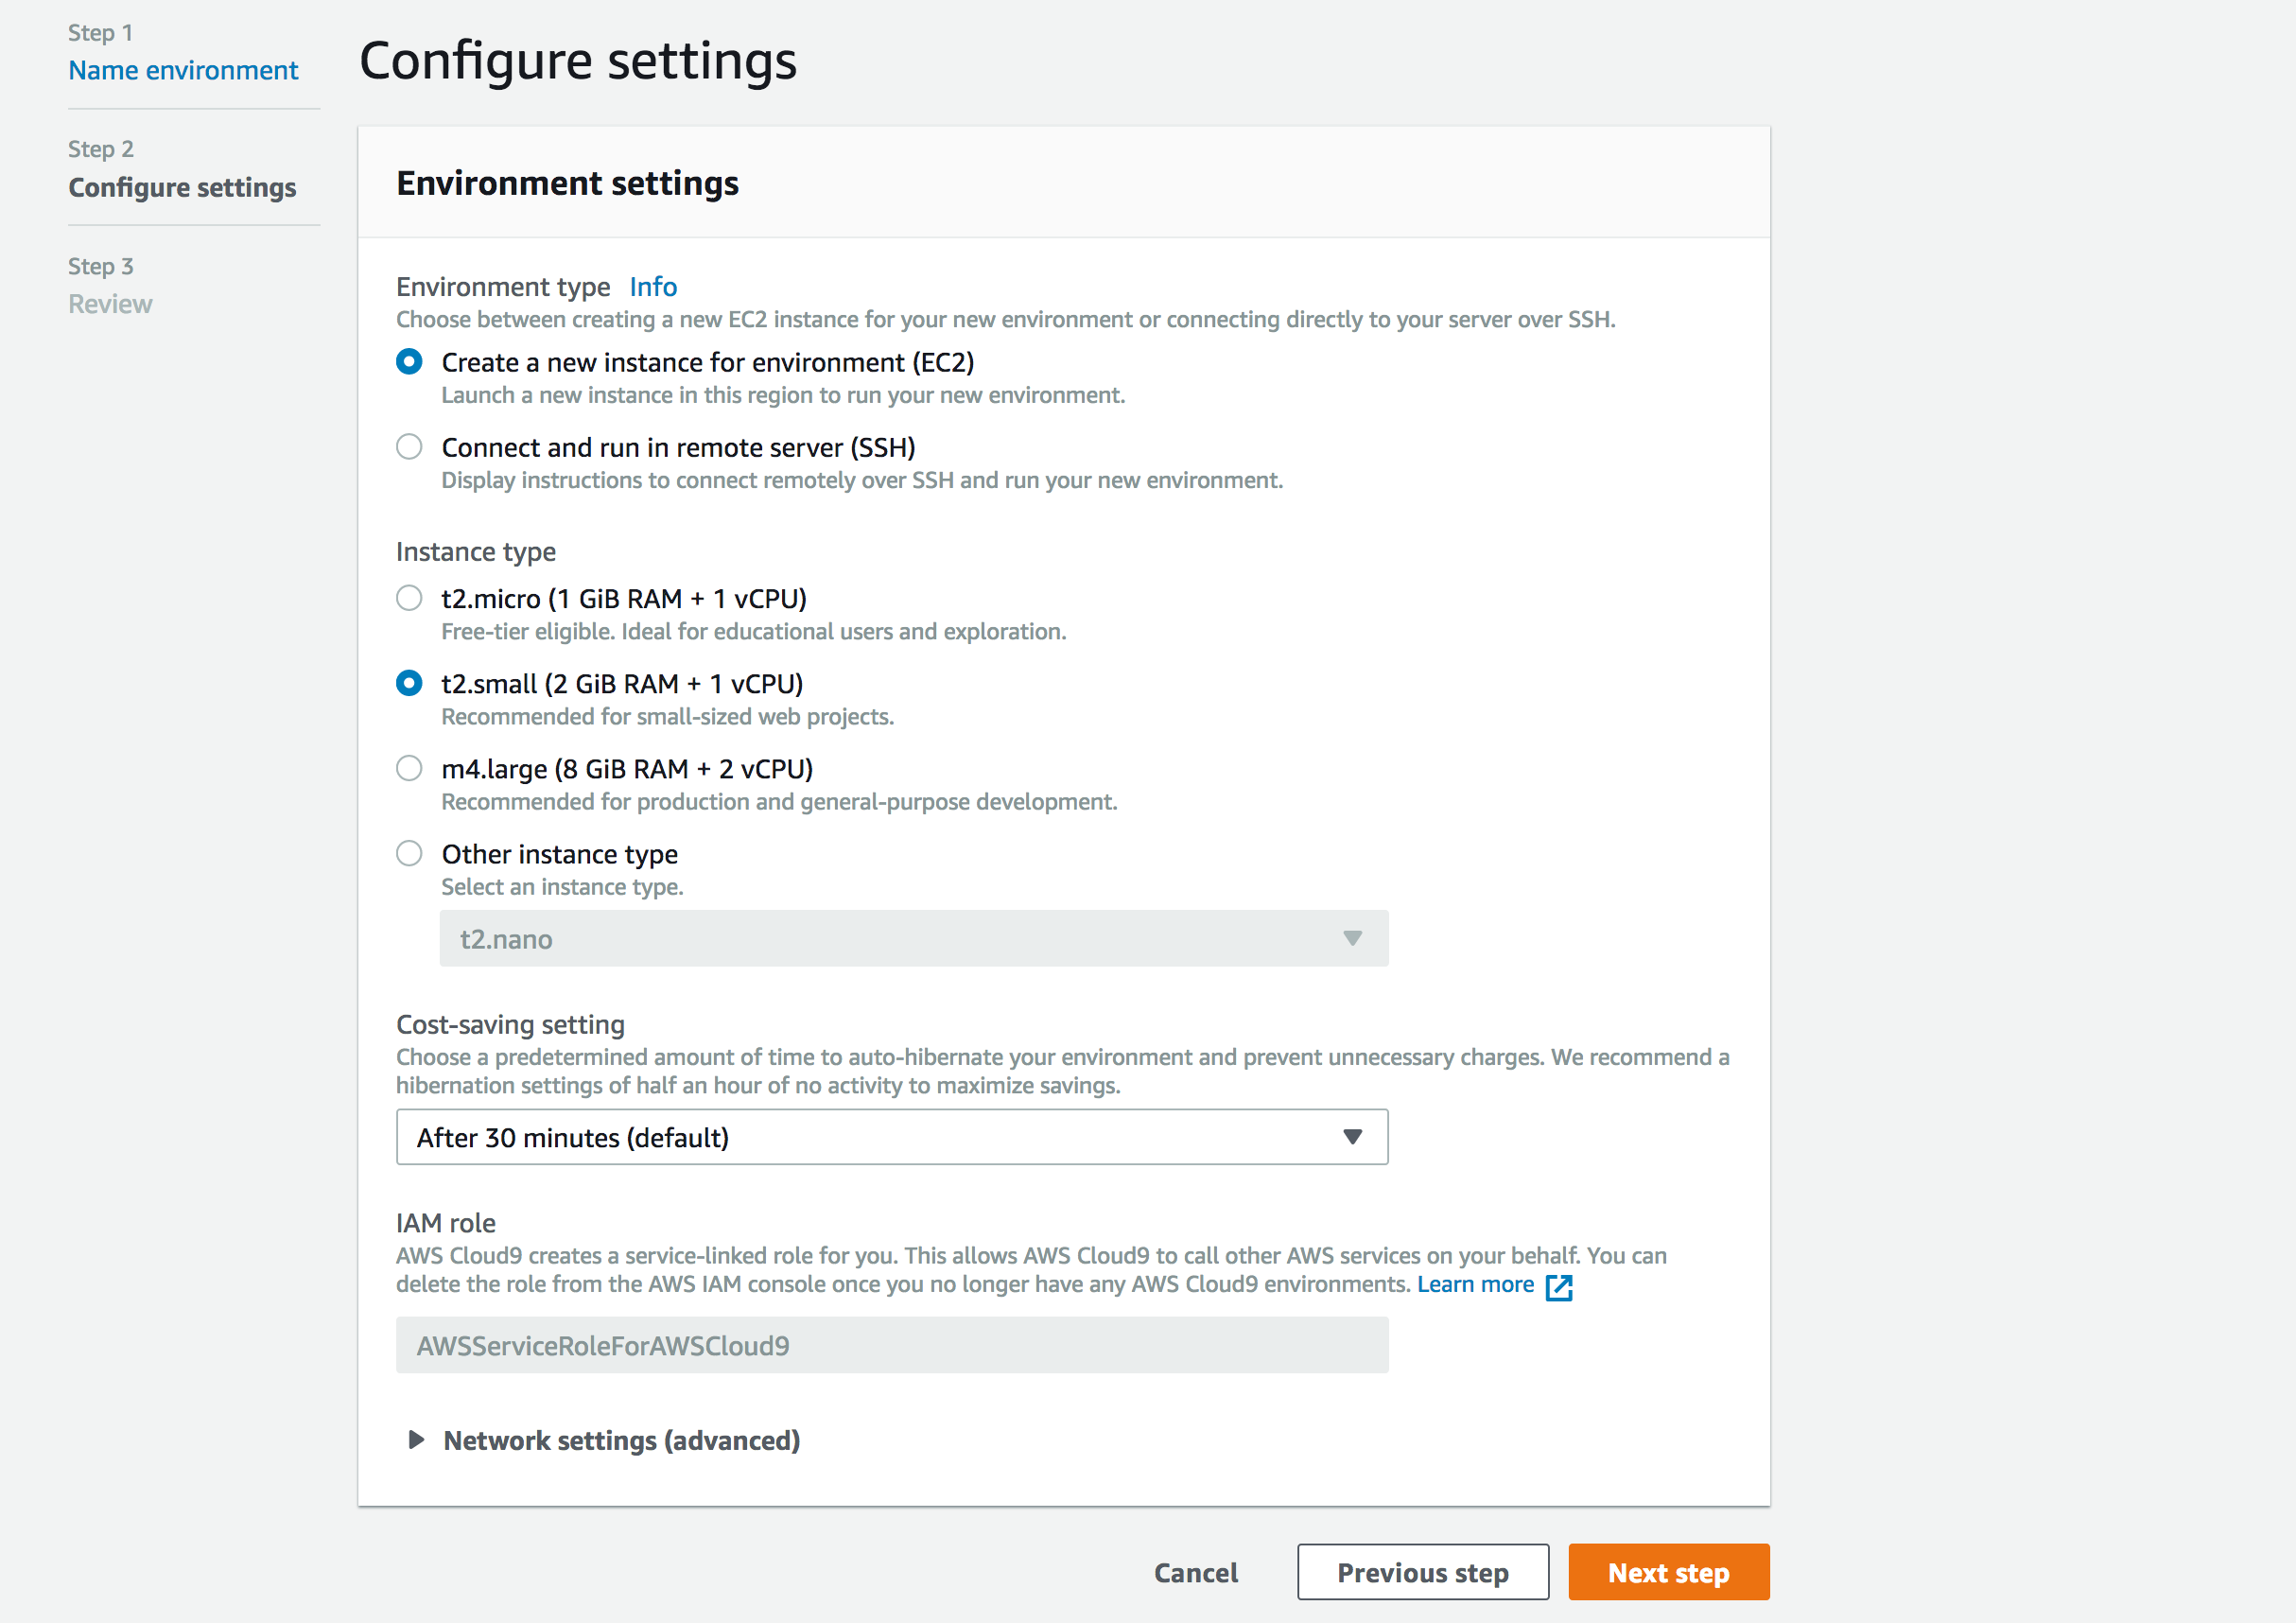 Step 1
Name environment
Step 2
Configure settings
Step 3
Review
Configure settings
Environment settings
Environment type Info
Choose between creating a new EC2 instance for your new environment or connecting directly to your server over SSH.
Create a new instance for environment (EC2)
Launch a new instance in this region to run your new environment.
Connect and run in remote server (SSH)
Display instructions to connect remotely over SSH and run your new environment.
Instance type
t2.micro (1 GiB RAM + 1 vCPU)
Free-tier eligible. Ideal for educational users and exploration.
t2.small (2 GiB RAM + 1 vCPU)
Recommended for small-sized web projects.
m4.large (8 GiB RAM + 2 vCPU)
Recommended for production and general-purpose development.
Other instance type
Select an instance type.
t2.nano
Cost-saving setting
Choose a predetermined amount of time to auto-hibernate your environment and prevent unnecessary charges. We recommend a
hibernation settings of half an hour of no activity to maximize savings.
After 30 minutes (default)
IAM role
AWS Cloud9 creates a service-linked role for you. This allows AWS Cloud9 to call other AWS services on your behalf. You can
delete the role from the AWS IAM console once you no longer have any AWS Cloud9 environments. Learn more
AWSServiceRoleForAWSCloud9
Network settings (advanced)
Cancel Previous step Next step